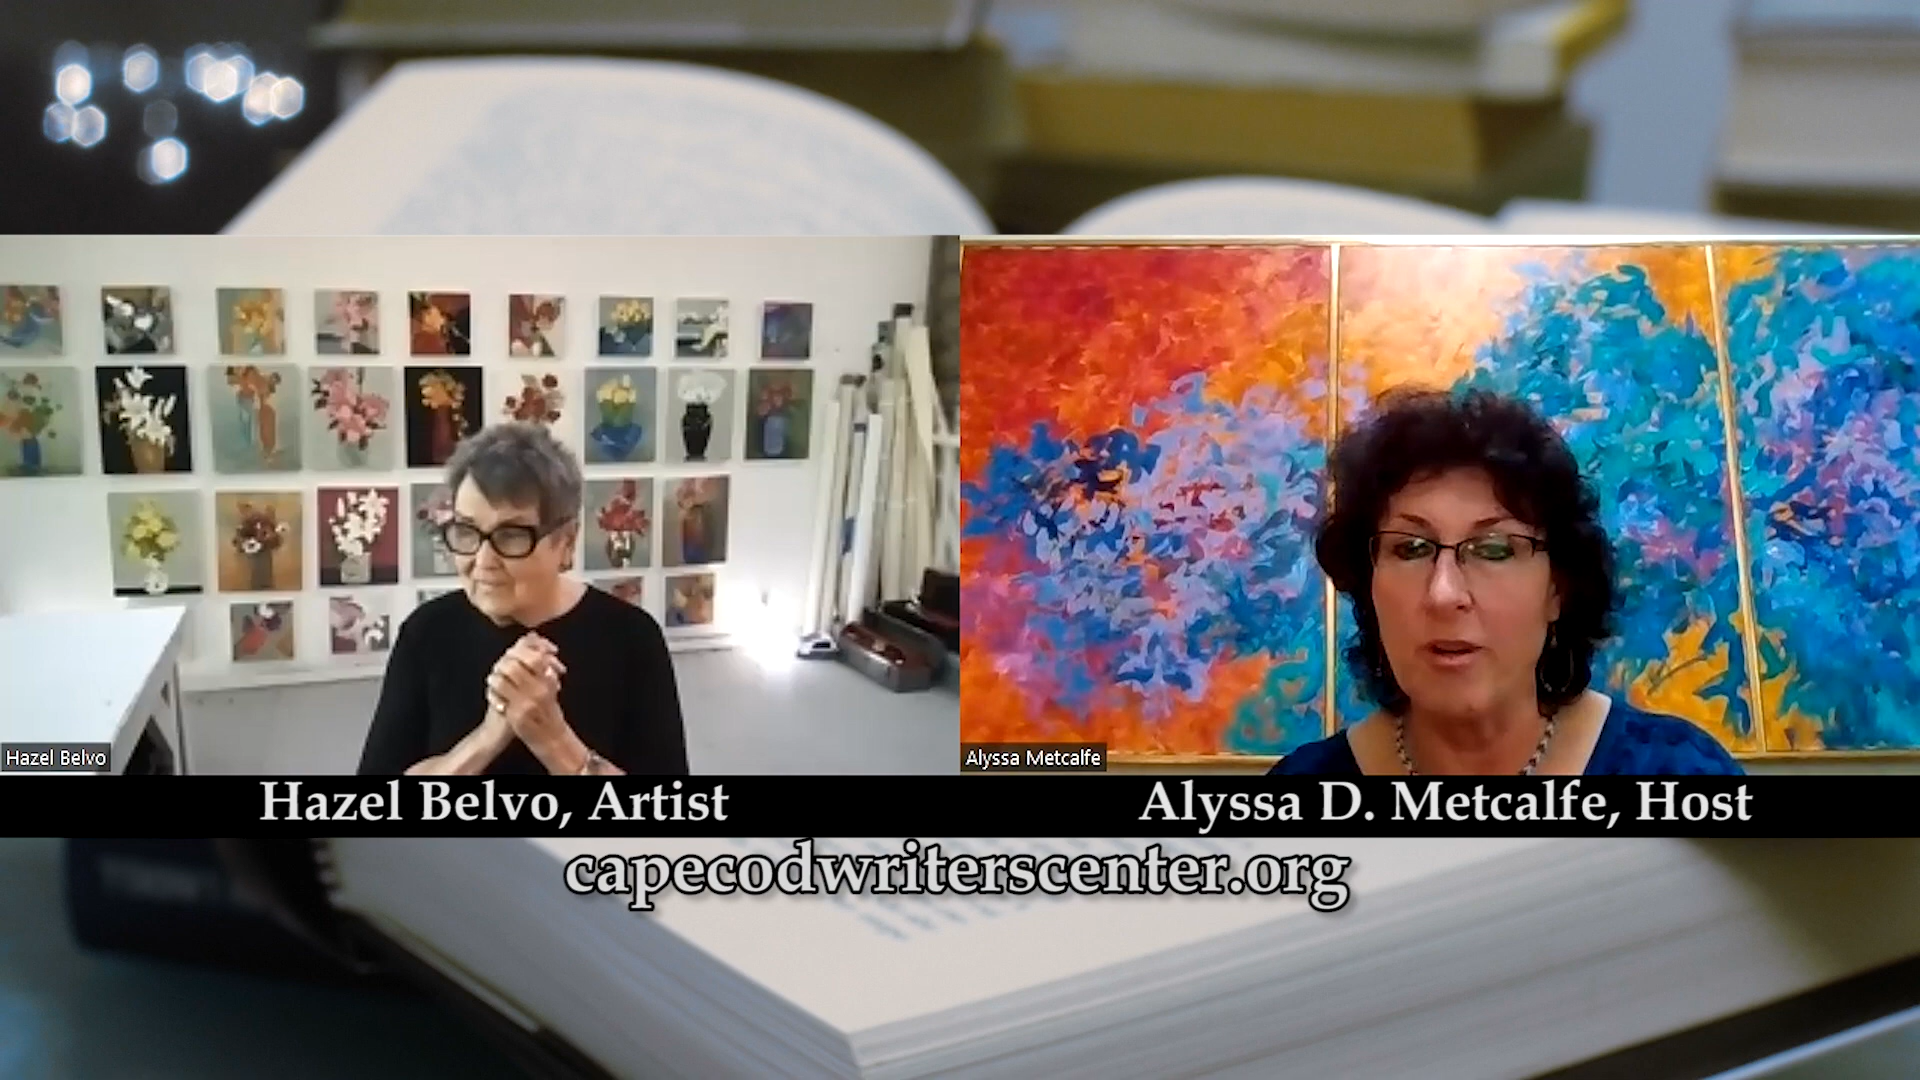 Hazel Belvo
Alyssa Metcalfe
Hazel Belvo, Artist
Alyssa D. Metcalfe, Host
capecodwriterscenter.org